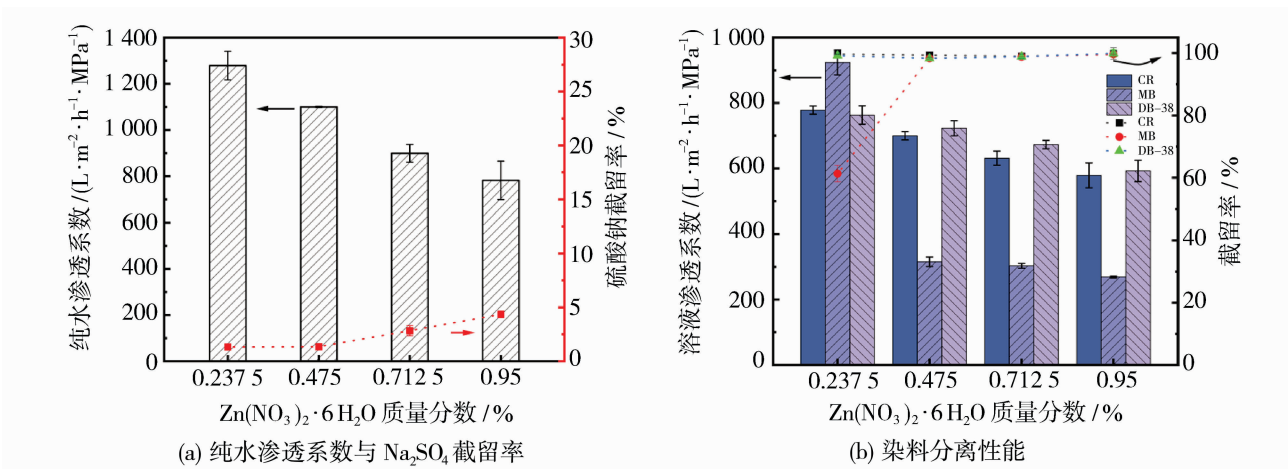 纯水渗透系数/(L·m⁻²·h⁻¹·MPa⁻¹)
1 400
1 200
1 000
800
600
400
200
0
30
25
20
15
10
5
0
硫酸钠截留率/%
0.237 5 0.475 0.712 5 0.95
Zn(NO₃)₂·6H₂O 质量分数/%
(a) 纯水渗透系数与 Na₂SO₄ 截留率
溶液渗透系数/(L·m⁻²·h⁻¹·MPa⁻¹)
1 000
800
600
400
200
0
CR
MB
DB-38
CR
MB
DB-38
100
80
60
40
20
0
截留率/%
0.237 5 0.475 0.712 5 0.95
Zn(NO₃)₂·6H₂O 质量分数/%
(b) 染料分离性能